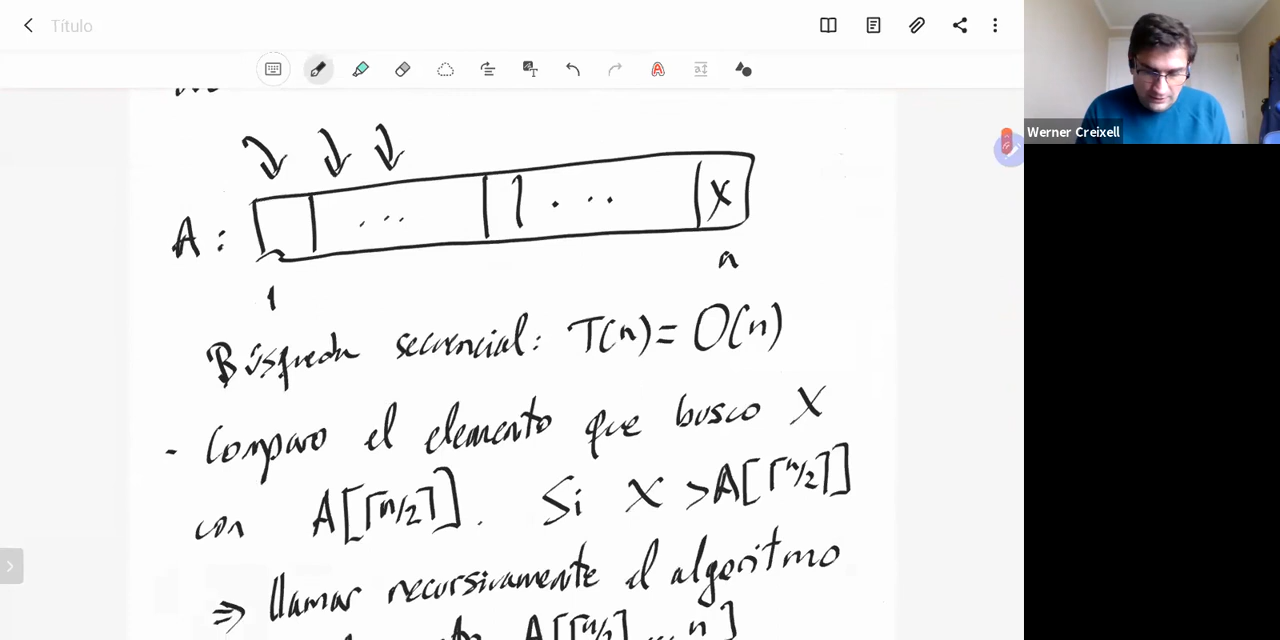 Título
Werner Creixell
A: ... ... X
1 n
Búsqueda secuencial: T(n) = O(n)
- Comparo el elemento que busco X
con A[⌈n/2⌉]. Si X > A[⌈n/2⌉]
⇒ llamar recursivamente el algoritmo
A[⌈n/2⌉ ... n]